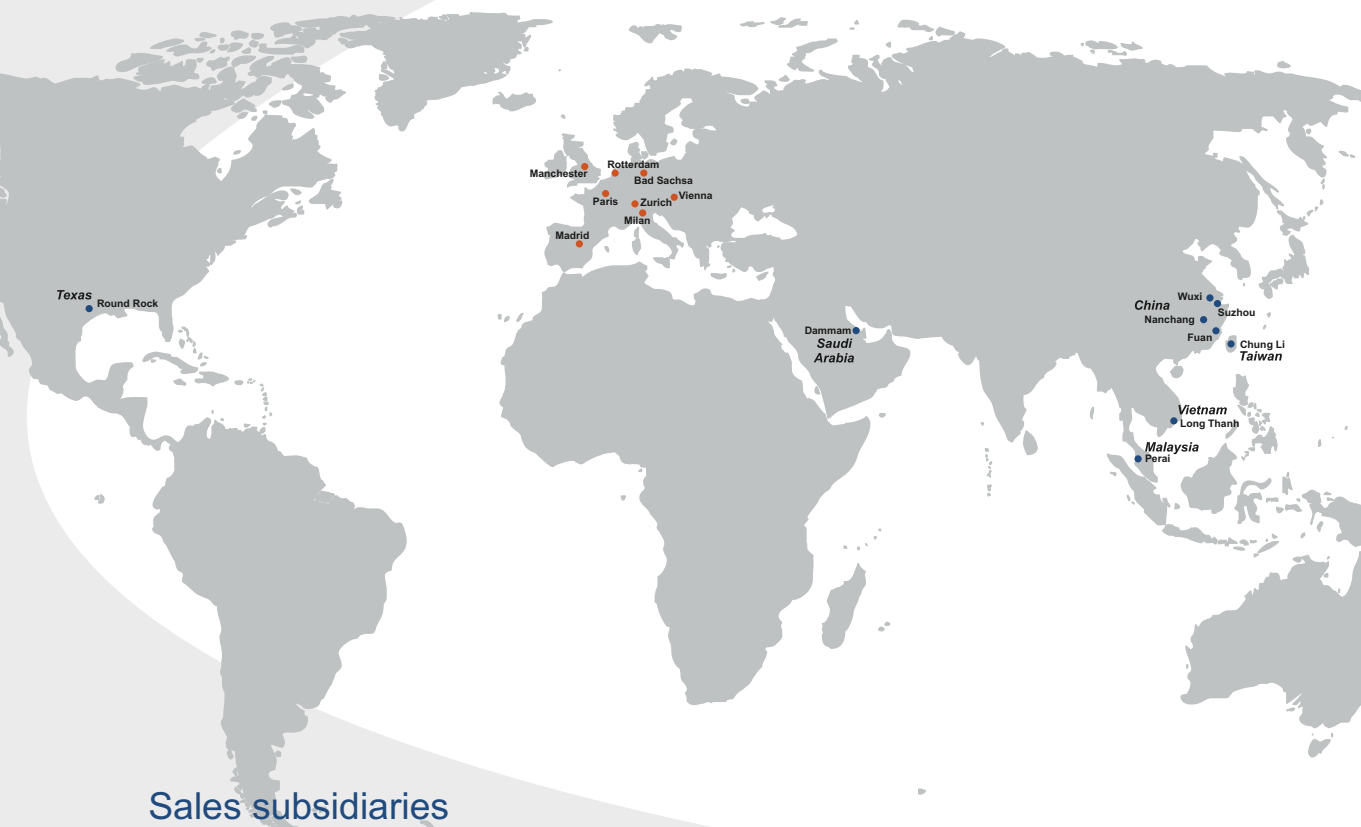 Rotterdam
Manchester
Bad Sachsa
Paris
Zurich
Vienna
Milan
Madrid
Texas
Round Rock
Dammam
Saudi
Arabia
China
Wuxi
Suzhou
Nanchang
Fuan
Chung Li
Taiwan
Vietnam
Long Thanh
Malaysia
Perai
Sales subsidiaries